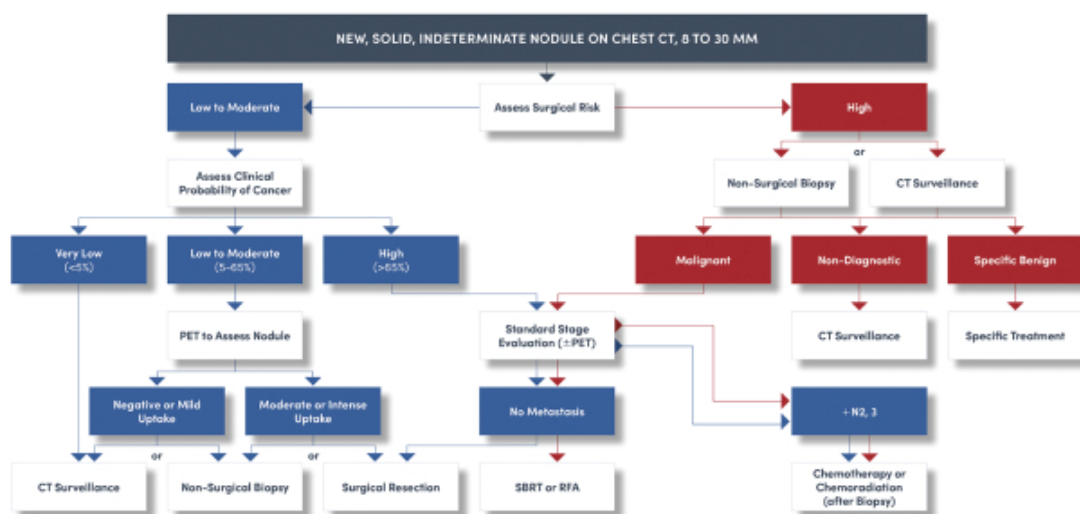 NEW, SOLID, INDETERMINATE NODULE ON CHEST CT, 8 TO 30 MM
Low to Moderate
Assess Surgical Risk
High
or
Assess Clinical
Probability of Cancer
Non-Surgical Biopsy
CT Surveillance
Very Low
(<5%)
Low to Moderate
(5-65%)
High
(>65%)
Malignant
Non-Diagnostic
Specific Benign
PET to Assess Nodule
Standard Stage
Evaluation (±PET)
CT Surveillance
Specific Treatment
Negative or Mild
Uptake
Moderate or Intense
Uptake
No Metastasis
+N2, 3
or
or
CT Surveillance
Non-Surgical Biopsy
Surgical Resection
SBRT or RFA
Chemotherapy or
Chemoradiation
(after Biopsy)